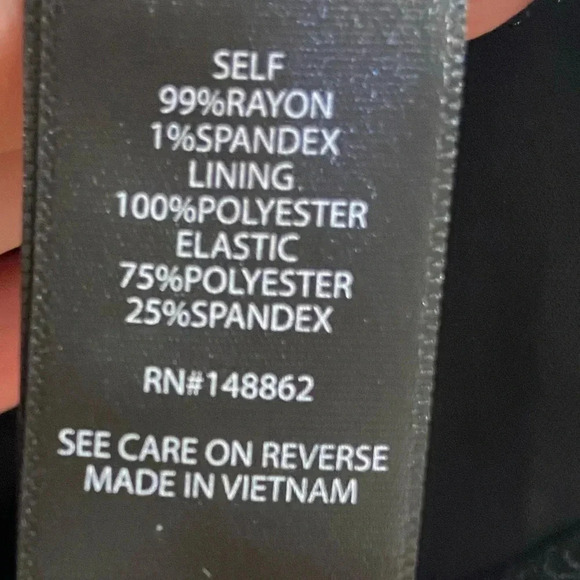 SELF
99%RAYON
1%SPANDEX
LINING
100%POLYESTER
ELASTIC
75%POLYESTER
25%SPANDEX
RN#148862
SEE CARE ON REVERSE
MADE IN VIETNAM